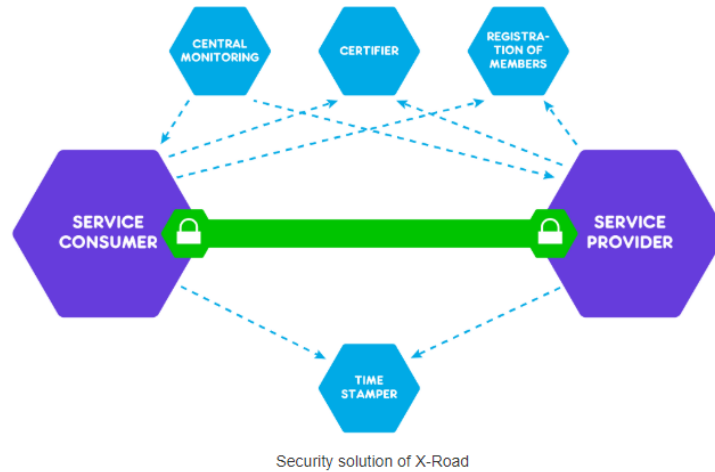 CENTRAL
MONITORING
CERTIFIER
REGISTRA-
TION OF
MEMBERS
SERVICE
CONSUMER
SERVICE
PROVIDER
TIME
STAMPER
Security solution of X-Road